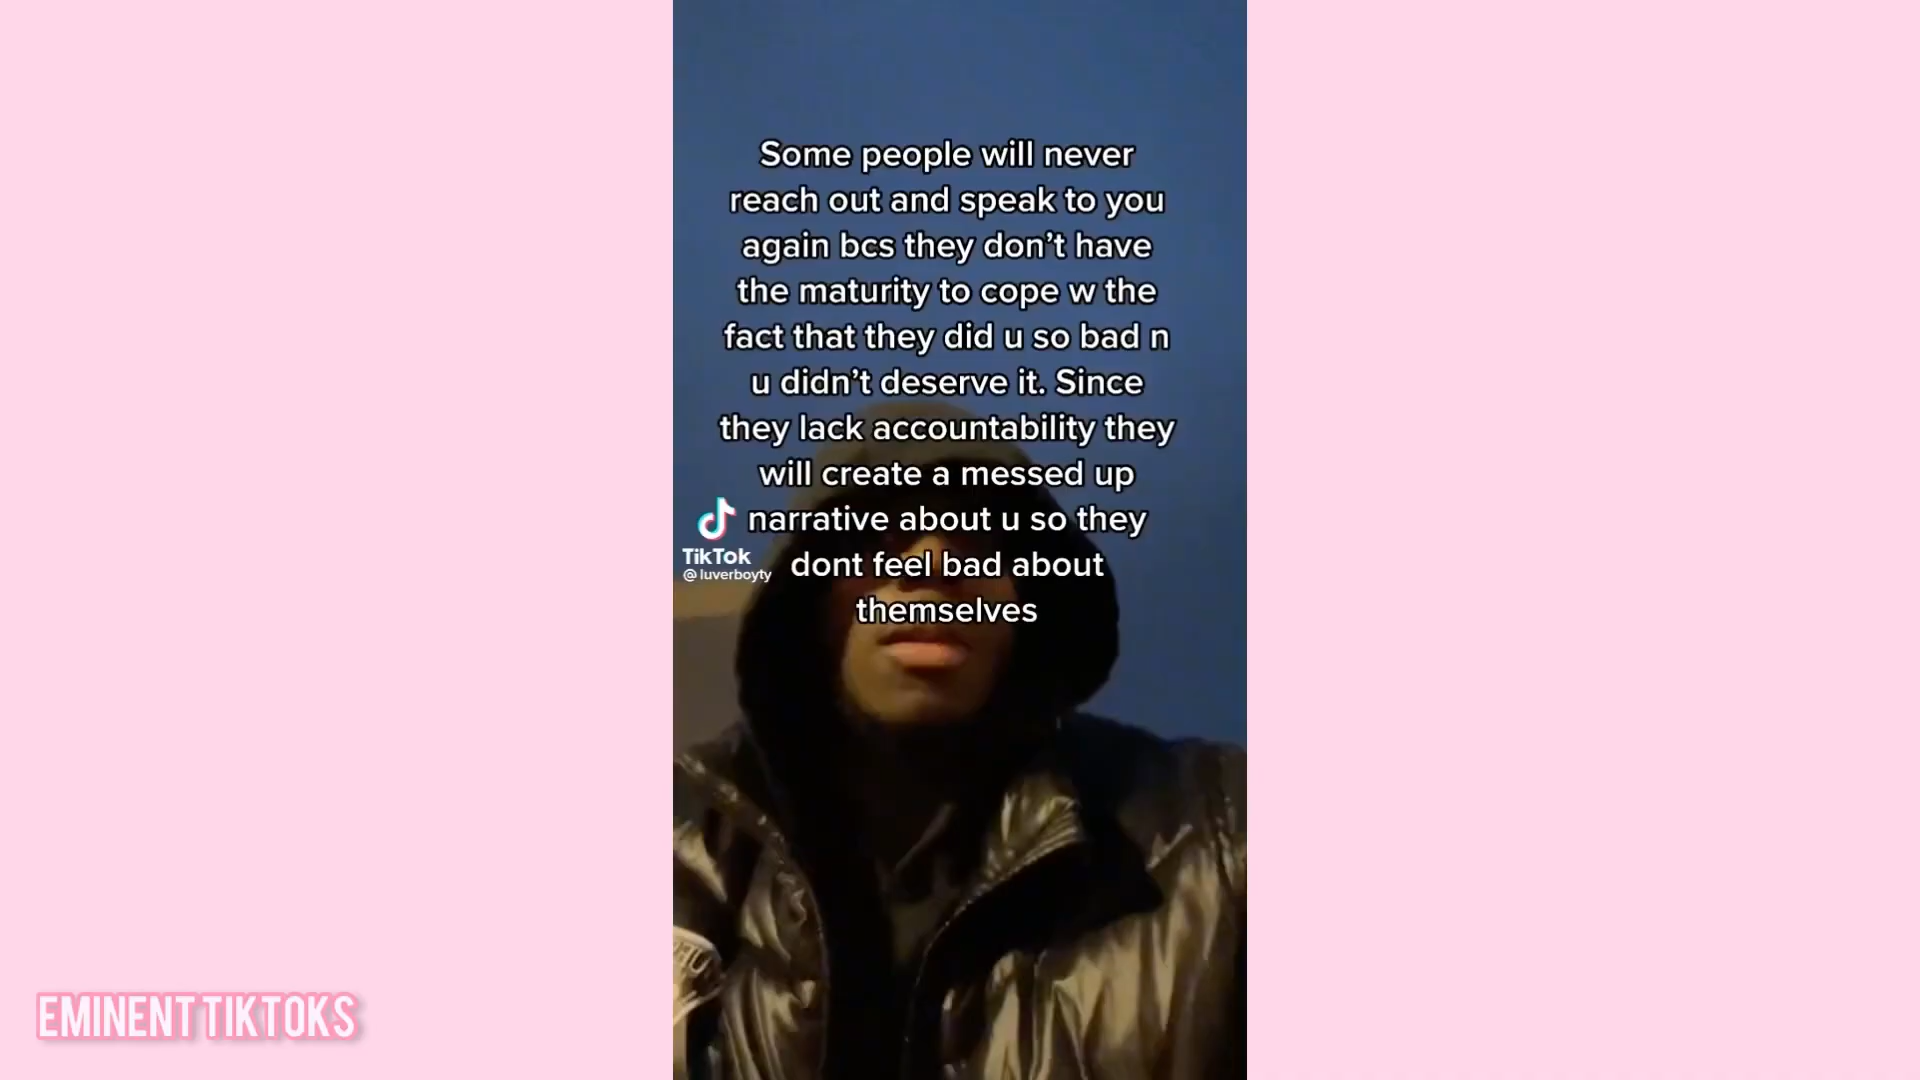 Some people will never
reach out and speak to you
again bcs they don’t have
the maturity to cope w the
fact that they did u so bad n
u didn’t deserve it. Since
they lack accountability they
will create a messed up
narrative about u so they
dont feel bad about
themselves
TikTok
@luverboyty
EMINENT TIKTOKS